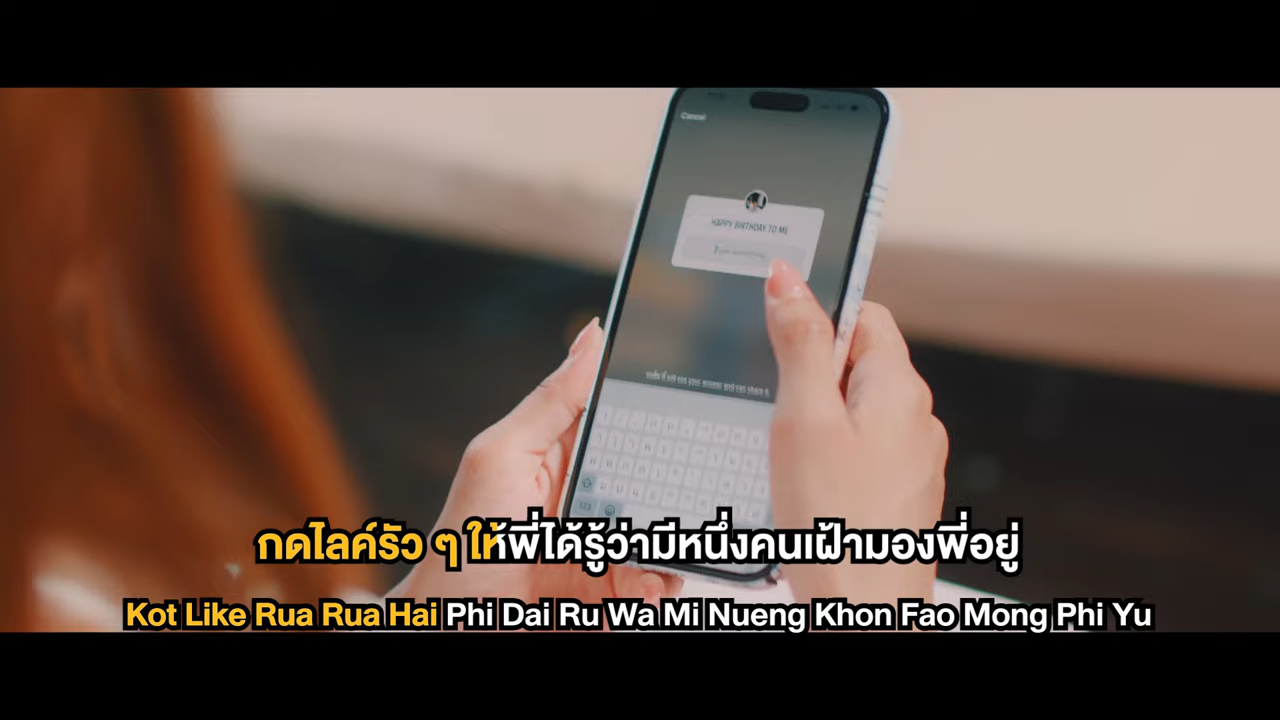 Cancel
HAPPY BIRTHDAY TO ME
กดไลค์รัว ๆ ให้พี่ได้รู้ว่ามีหนึ่งคนเฝ้ามองพี่อยู่
Kot Like Rua Rua Hai Phi Dai Ru Wa Mi Nueng Khon Fao Mong Phi Yu